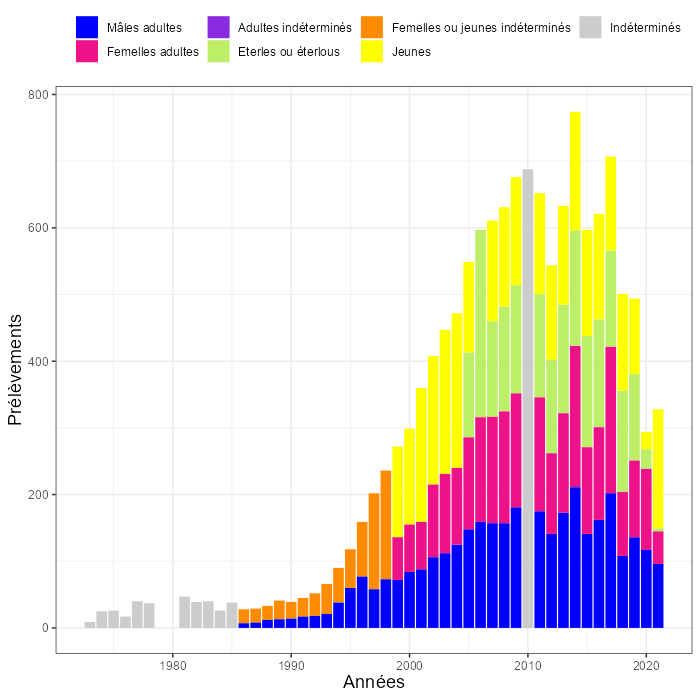 Mâles adultes
Adultes indéterminés
Femelles ou jeunes indéterminés
Indéterminés
Femelles adultes
Eterles ou éterlous
Jeunes
800
600
400
200
0
Prélèvements
1980
1990
2000
2010
2020
Années